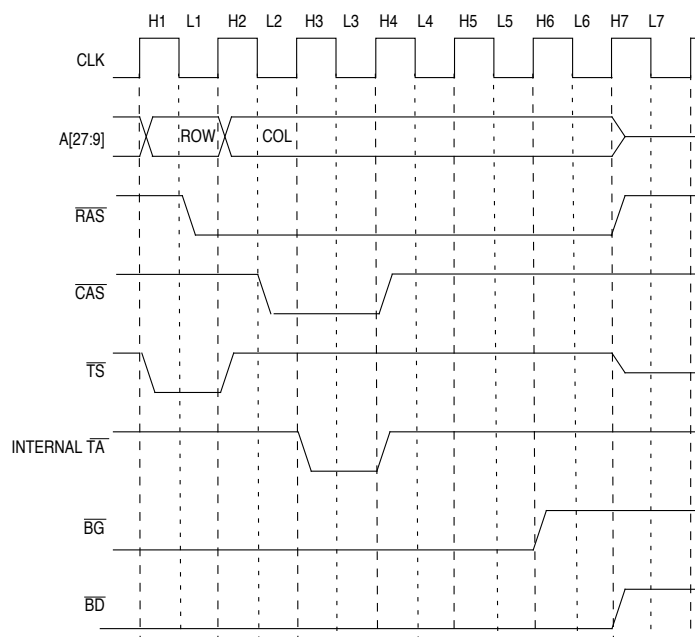 H1 L1 H2 L2 H3 L3 H4 L4 H5 L5 H6 L6 H7 L7
CLK
A[27:9] ROW COL
RAS
CAS
TS
INTERNAL TA
BG
BD